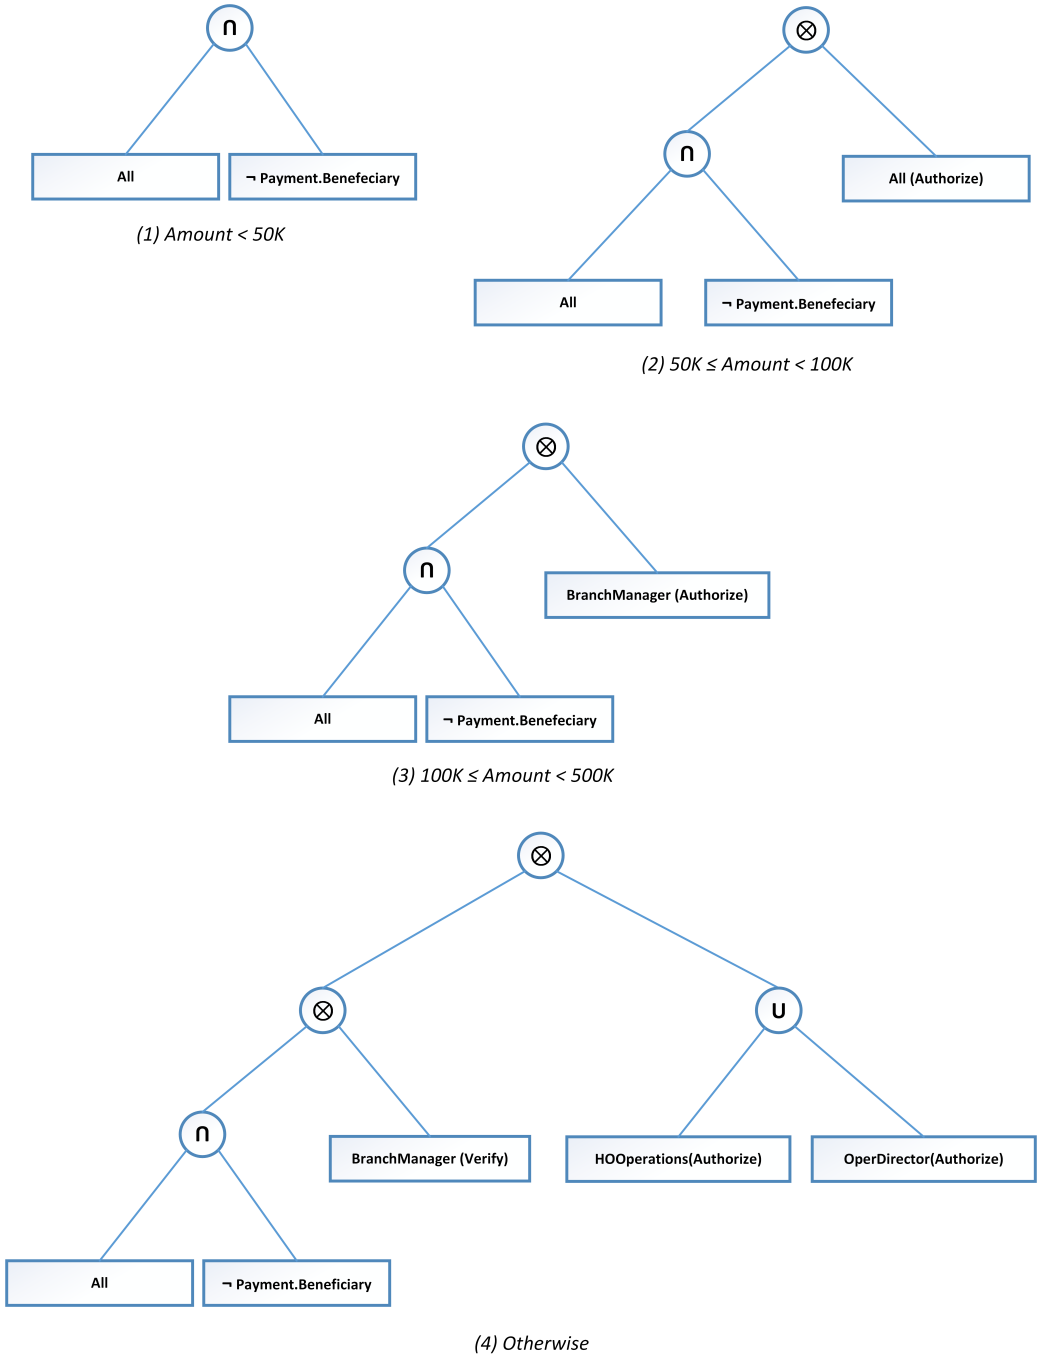 ∩
All
¬ Payment.Benefeciary
(1) Amount < 50K
⊗
∩
All (Authorize)
All
¬ Payment.Benefeciary
(2) 50K ≤ Amount < 100K
⊗
∩
BranchManager (Authorize)
All
¬ Payment.Benefeciary
(3) 100K ≤ Amount < 500K
⊗
⊗
∪
∩
BranchManager (Verify)
HOOperations(Authorize)
OperDirector(Authorize)
All
¬ Payment.Beneficiary
(4) Otherwise